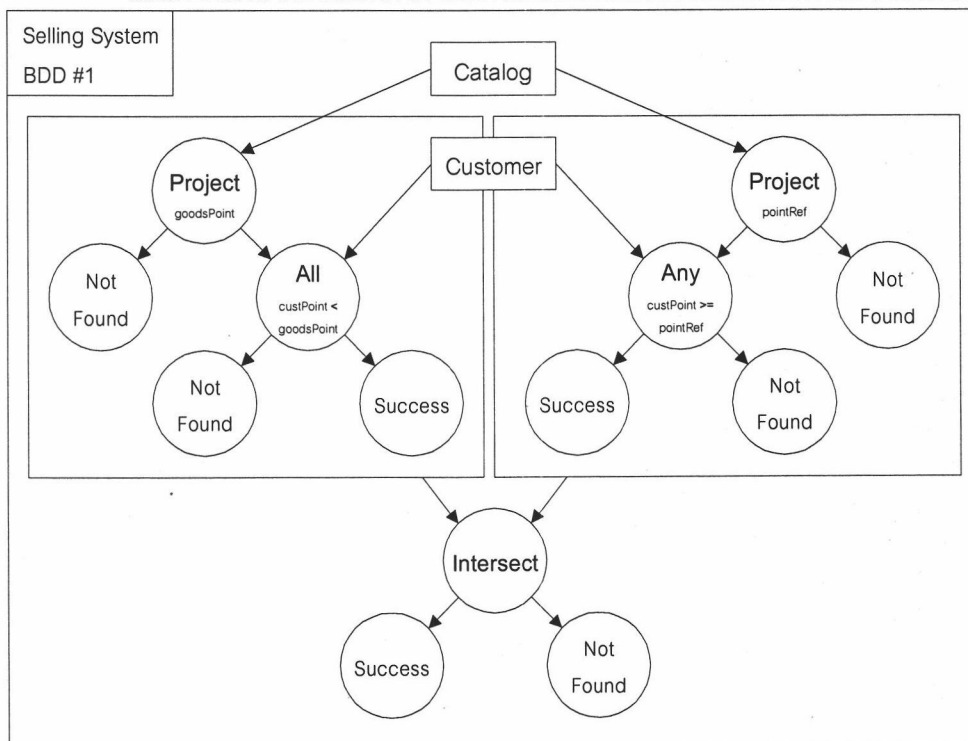 Selling System
BDD #1
Catalog
Customer
Project
goodsPoint
Not
Found
All
custPoint <
goodsPoint
Not
Found
Success
Project
pointRef
Any
custPoint >=
pointRef
Not
Found
Success
Not
Found
Intersect
Success
Not
Found